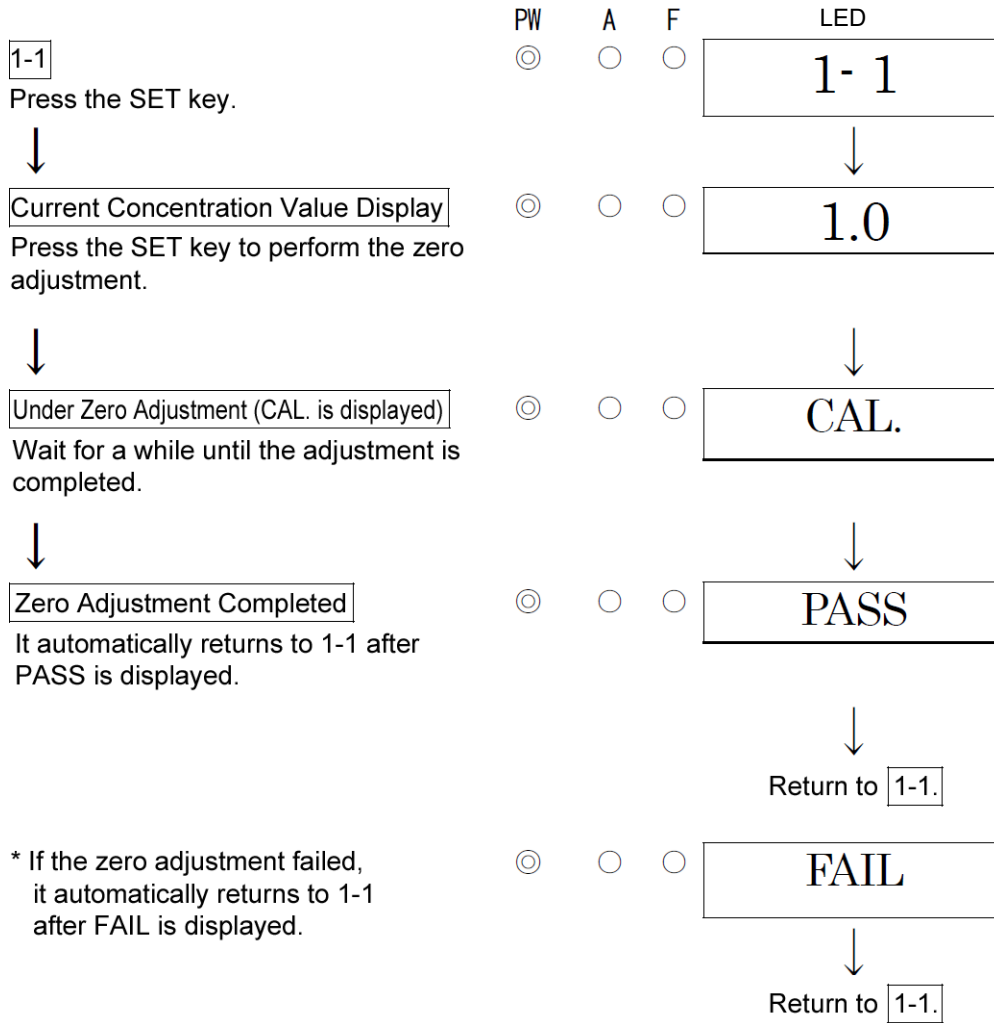 PW A F LED
1-1
1- 1
Press the SET key.
Current Concentration Value Display
1.0
Press the SET key to perform the zero
adjustment.
Under Zero Adjustment (CAL. is displayed)
CAL.
Wait for a while until the adjustment is
completed.
Zero Adjustment Completed
PASS
It automatically returns to 1-1 after
PASS is displayed.
Return to 1-1.
* If the zero adjustment failed,
it automatically returns to 1-1
after FAIL is displayed.
FAIL
Return to 1-1.